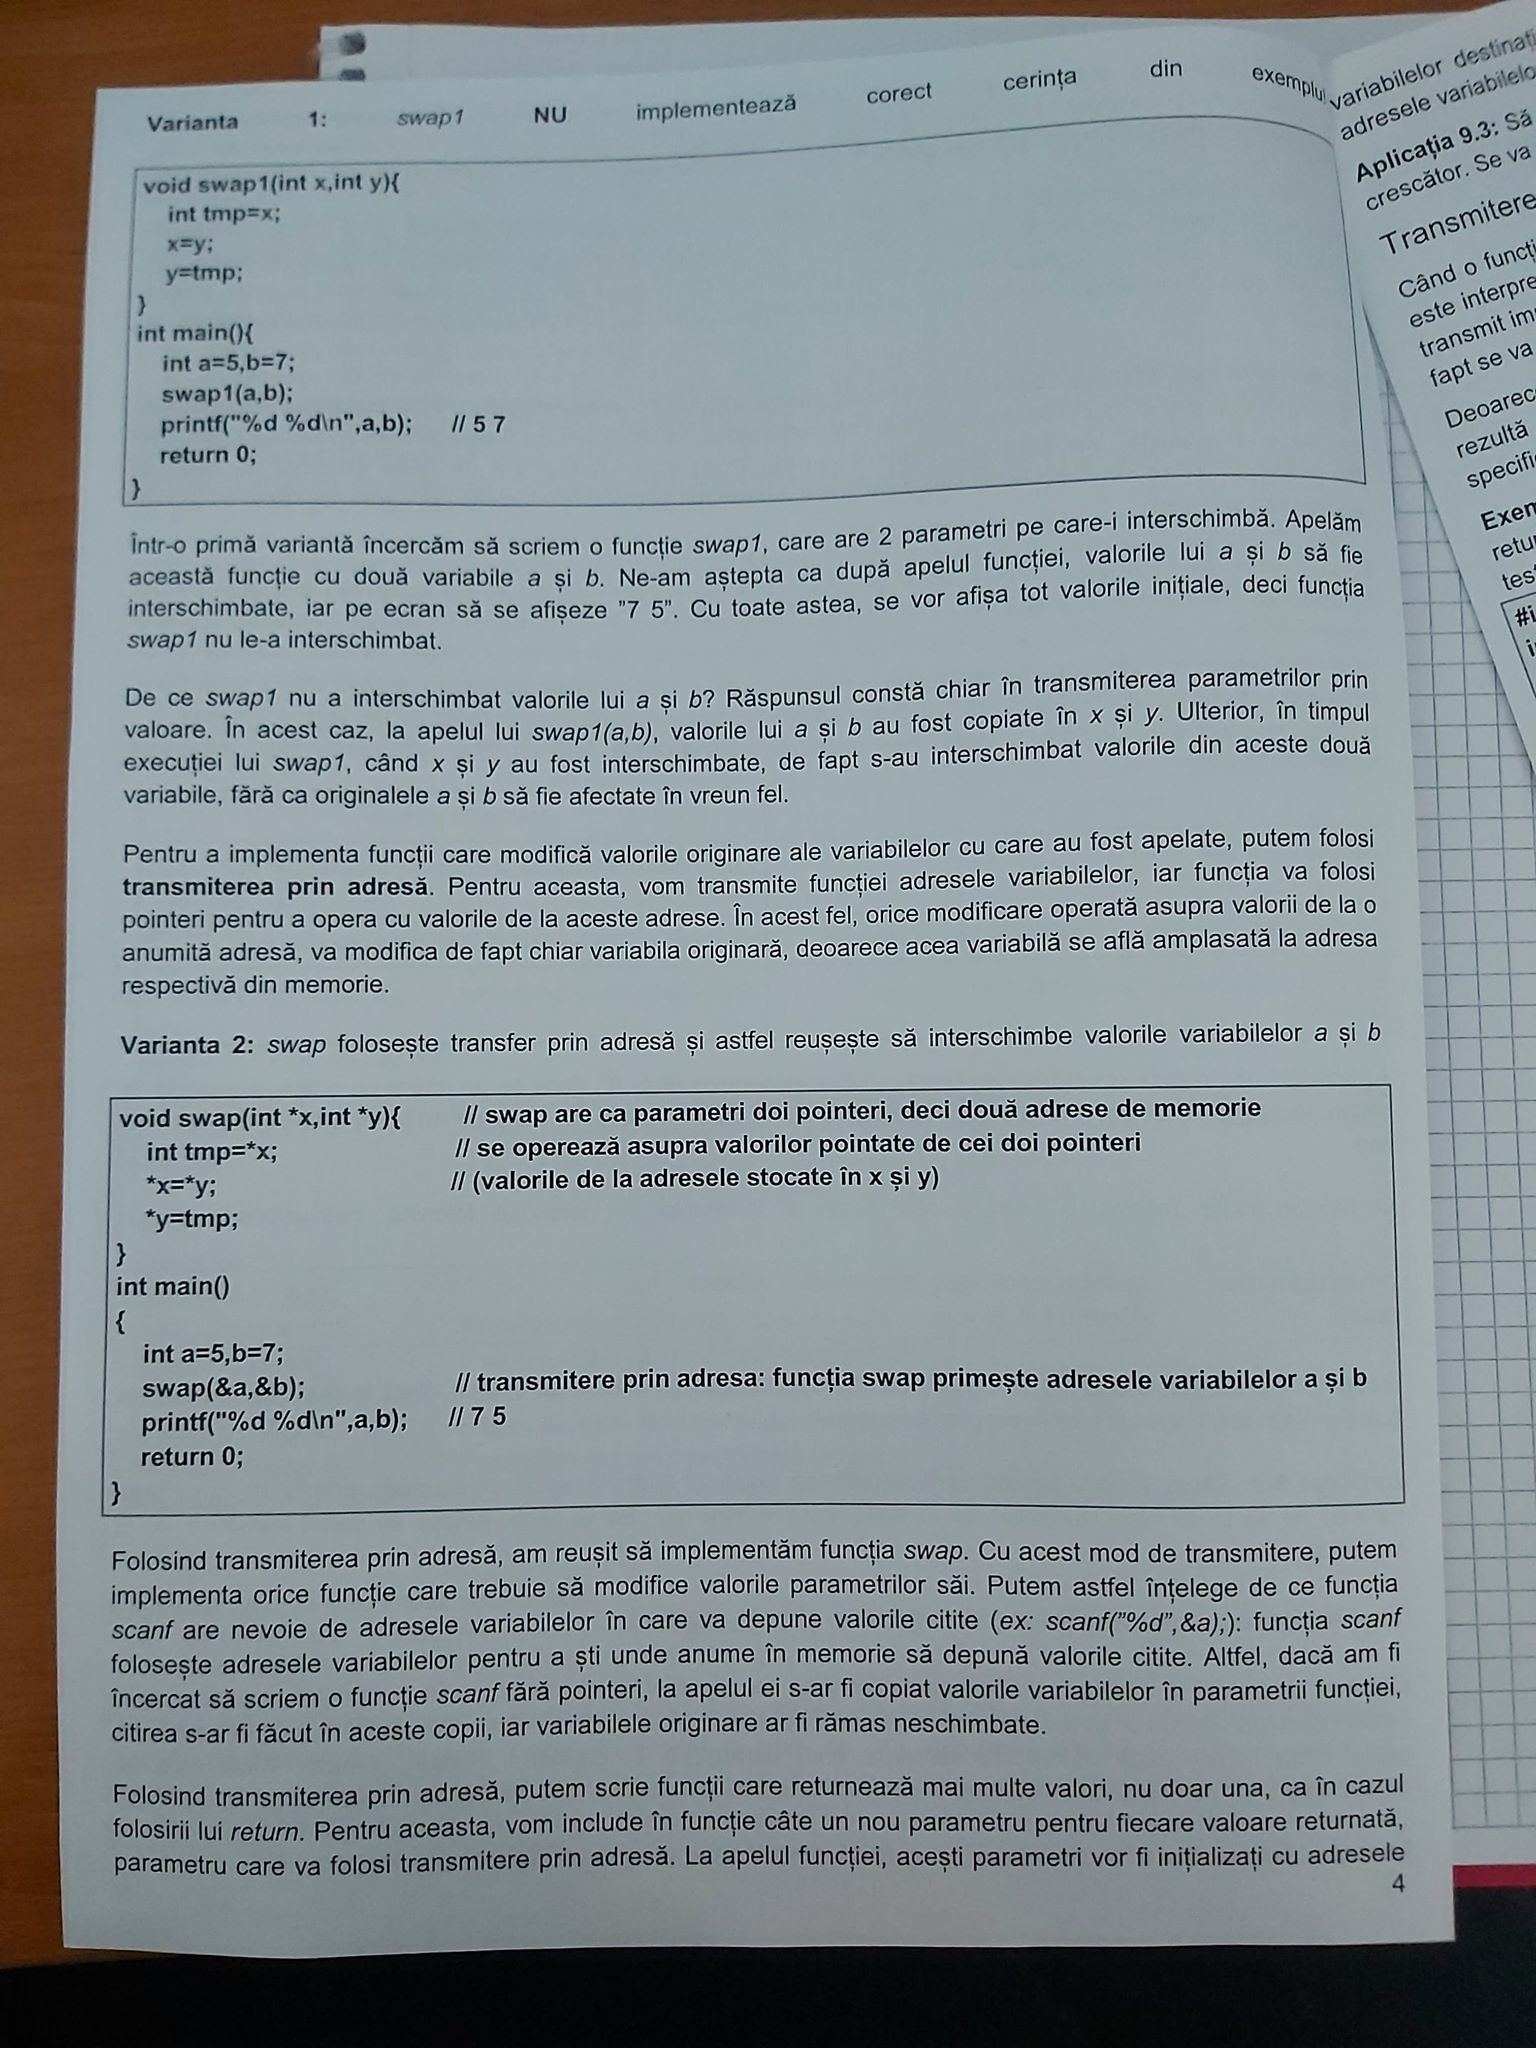 Varianta 1: swap1 NU implementează corect cerința din exemplu
void swap1(int x,int y){
int tmp=x;
x=y;
y=tmp;
}
int main(){
int a=5,b=7;
swap1(a,b);
printf("%d %d\n",a,b); // 5 7
return 0;
}
Într-o primă variantă încercăm să scriem o funcție swap1, care are 2 parametri pe care-i interschimbă. Apelăm
această funcție cu două variabile a și b. Ne-am aștepta ca după apelul funcției, valorile lui a și b să fie
interschimbate, iar pe ecran să se afișeze ”7 5”. Cu toate astea, se vor afișa tot valorile inițiale, deci funcția
swap1 nu le-a interschimbat.
De ce swap1 nu a interschimbat valorile lui a și b? Răspunsul constă chiar în transmiterea parametrilor prin
valoare. În acest caz, la apelul lui swap1(a,b), valorile lui a și b au fost copiate în x și y. Ulterior, în timpul
execuției lui swap1, când x și y au fost interschimbate, de fapt s-au interschimbat valorile din aceste două
variabile, fără ca originalele a și b să fie afectate în vreun fel.
Pentru a implementa funcții care modifică valorile originare ale variabilelor cu care au fost apelate, putem folosi
transmiterea prin adresă. Pentru aceasta, vom transmite funcției adresele variabilelor, iar funcția va folosi
pointeri pentru a opera cu valorile de la aceste adrese. În acest fel, orice modificare operată asupra valorii de la o
anumită adresă, va modifica de fapt chiar variabila originară, deoarece acea variabilă se află amplasată la adresa
respectivă din memorie.
Varianta 2: swap folosește transfer prin adresă și astfel reușește să interschimbe valorile variabilelor a și b
void swap(int *x,int *y){ // swap are ca parametri doi pointeri, deci două adrese de memorie
int tmp=*x; // se operează asupra valorilor pointate de cei doi pointeri
*x=*y; // (valorile de la adresele stocate în x și y)
*y=tmp;
}
int main()
{
int a=5,b=7;
swap(&a,&b); // transmitere prin adresa: funcția swap primește adresele variabilelor a și b
printf("%d %d\n",a,b); // 7 5
return 0;
}
Folosind transmiterea prin adresă, am reușit să implementăm funcția swap. Cu acest mod de transmitere, putem
implementa orice funcție care trebuie să modifice valorile parametrilor săi. Putem astfel înțelege de ce funcția
scanf are nevoie de adresele variabilelor în care va depune valorile citite (ex: scanf(”%d”,&a);): funcția scanf
folosește adresele variabilelor pentru a ști unde anume în memorie să depună valorile citite. Altfel, dacă am fi
încercat să scriem o funcție scanf fără pointeri, la apelul ei s-ar fi copiat valorile variabilelor în parametrii funcției,
citirea s-ar fi făcut în aceste copii, iar variabilele originare ar fi rămas neschimbate.
Folosind transmiterea prin adresă, putem scrie funcții care returnează mai multe valori, nu doar una, ca în cazul
folosirii lui return. Pentru aceasta, vom include în funcție câte un nou parametru pentru fiecare valoare returnată,
parametru care va folosi transmitere prin adresă. La apelul funcției, acești parametri vor fi inițializați cu adresele
4
variabilelor
adresele
Aplicația 9.3: Să
crescător. Se va
Transmitere
Când o
este
transmit
fapt se va
rezultă